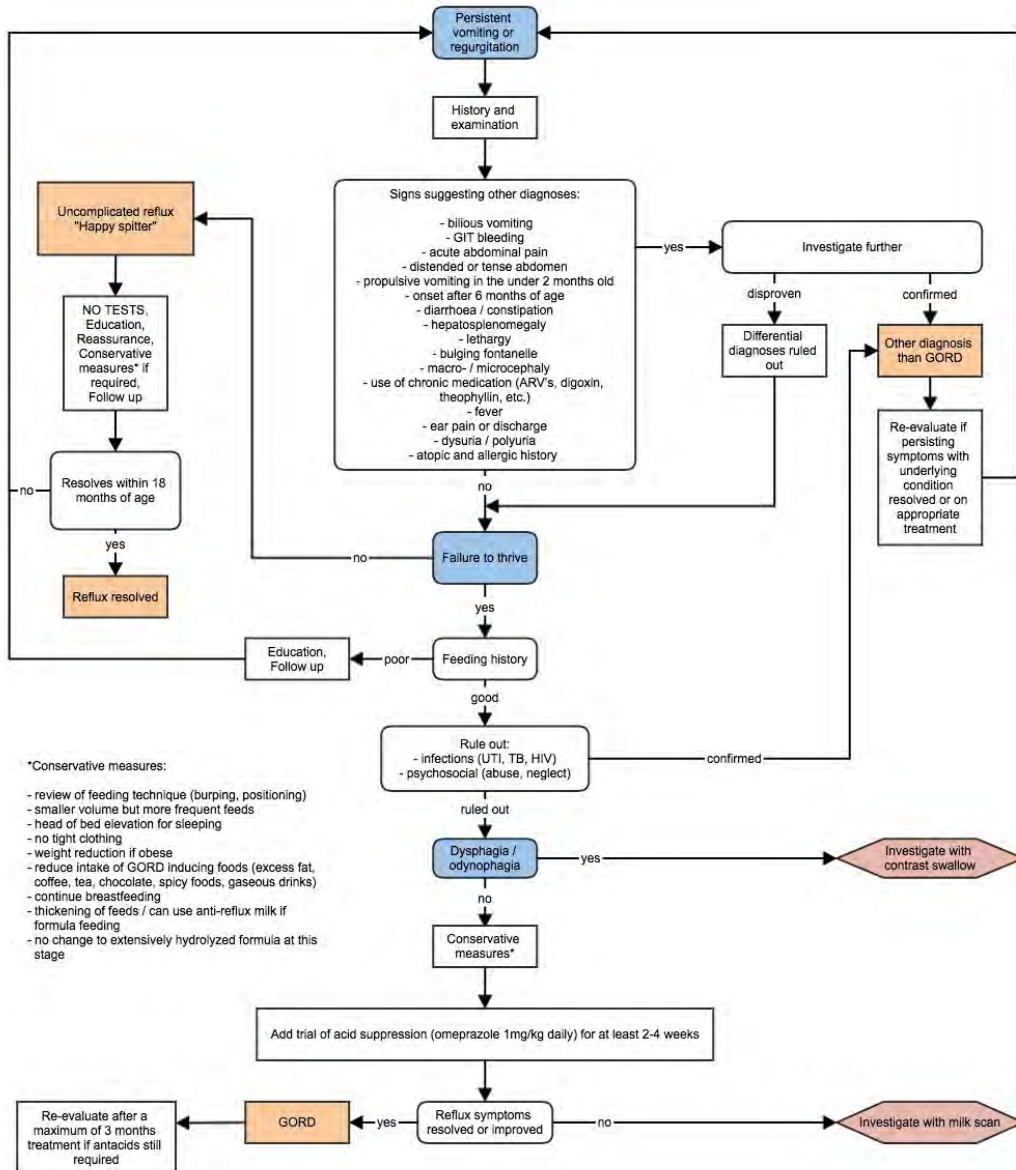 Persistent
vomiting or
regurgitation
History and
examination
Signs suggesting other diagnoses:
- bilious vomiting
- GIT bleeding
- acute abdominal pain
- distended or tense abdomen
- propulsive vomiting in the under 2 months old
- onset after 6 months of age
- diarrhoea / constipation
- hepatosplenomegaly
- lethargy
- bulging fontanelle
- macro- / microcephaly
- use of chronic medication (ARV's, digoxin,
theophyllin, etc.)
- fever
- ear pain or discharge
- dysuria / polyuria
- atopic and allergic history
yes
Investigate further
disproven
confirmed
Differential
diagnoses ruled
out
Other diagnosis
than GORD
Re-evaluate if
persisting
symptoms with
underlying
condition
resolved or on
appropriate
treatment
Uncomplicated reflux
"Happy spitter"
NO TESTS,
Education,
Reassurance,
Conservative
measures* if
required,
Follow up
no
Resolves within 18
months of age
yes
Reflux resolved
no
Failure to thrive
no
yes
Education,
Follow up
poor
Feeding history
good
Rule out:
- infections (UTI, TB, HIV)
- psychosocial (abuse, neglect)
confirmed
ruled out
Dysphagia /
odynophagia
yes
Investigate with
contrast swallow
no
Conservative
measures*
*Conservative measures:
- review of feeding technique (burping, positioning)
- smaller volume but more frequent feeds
- head of bed elevation for sleeping
- no tight clothing
- weight reduction if obese
- reduce intake of GORD inducing foods (excess fat,
coffee, tea, chocolate, spicy foods, gaseous drinks)
- continue breastfeeding
- thickening of feeds / can use anti-reflux milk if
formula feeding
- no change to extensively hydrolyzed formula at this
stage
Add trial of acid suppression (omeprazole 1mg/kg daily) for at least 2-4 weeks
Re-evaluate after a
maximum of 3 months
treatment if antacids still
required
GORD
yes
Reflux symptoms
resolved or improved
no
Investigate with milk scan